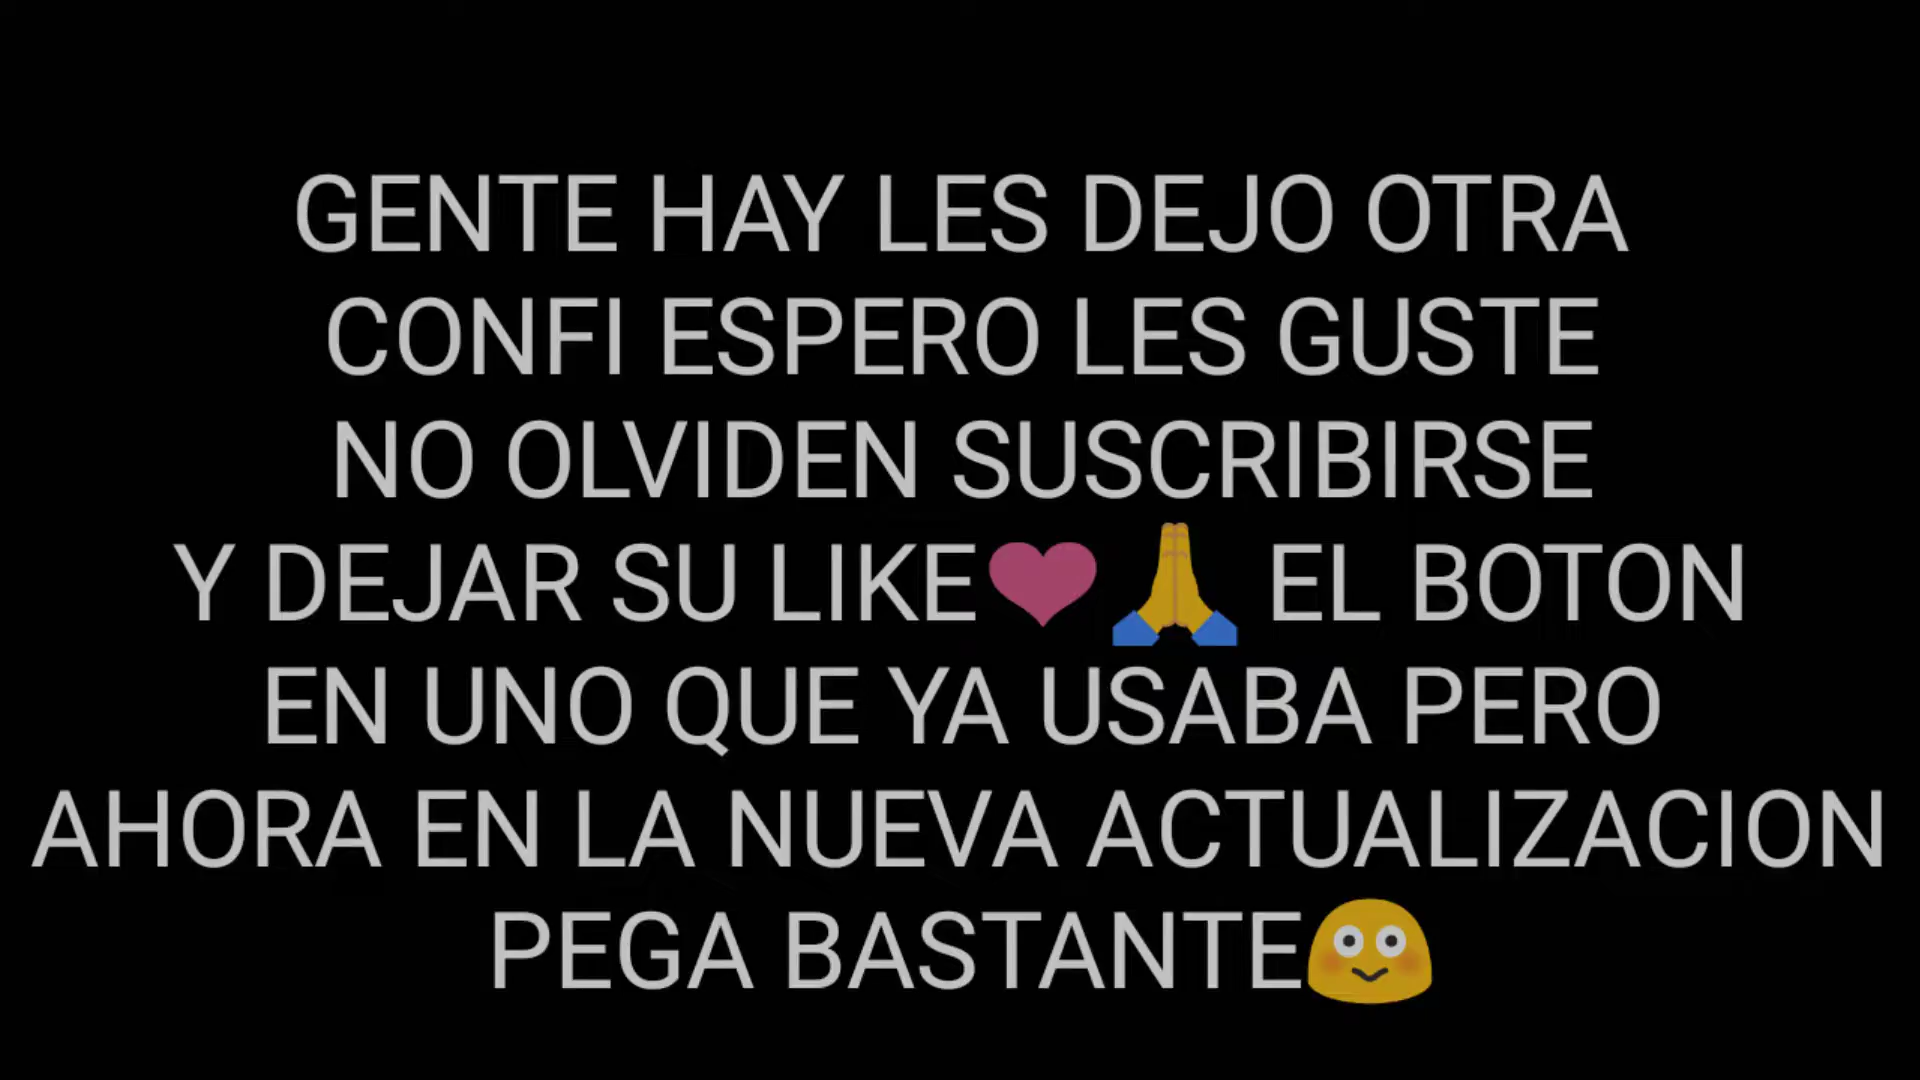 GENTE HAY LES DEJO OTRA
CONFI ESPERO LES GUSTE
NO OLVIDEN SUSCRIBIRSE
Y DEJAR SU LIKE❤🙏 EL BOTON
EN UNO QUE YA USABA PERO
AHORA EN LA NUEVA ACTUALIZACION
PEGA BASTANTE😳